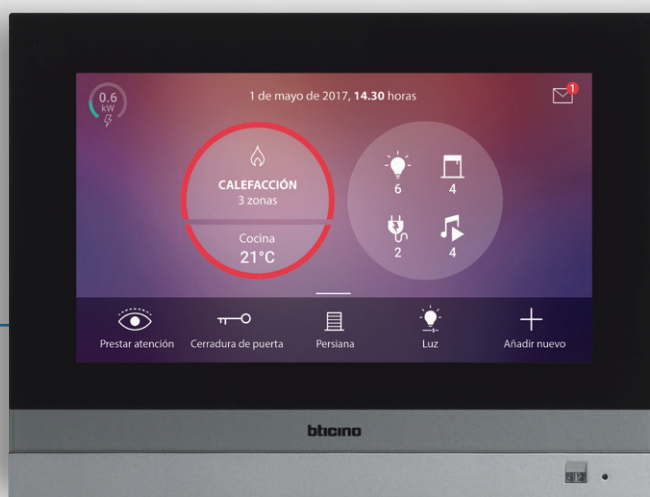 0.6
kW
1 de mayo de 2017, 14.30 horas
1
CALEFACCIÓN
3 zonas
Cocina
21°C
6
4
2
4
Prestar atención
Cerradura de puerta
Persiana
Luz
Añadir nuevo
bticino